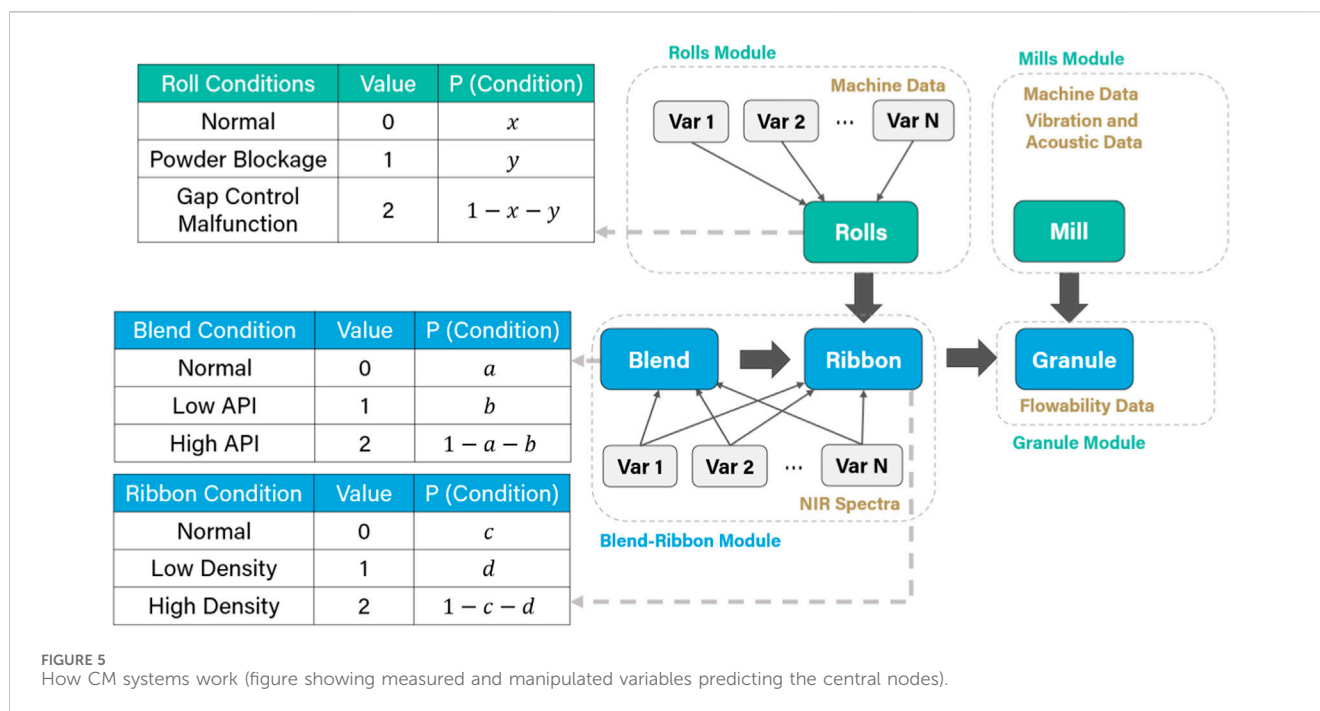 Roll Conditions Value P (Condition)
Normal 0 x
Powder Blockage 1 y
Gap Control
Malfunction 2 1 − x − y
Rolls Module
Machine Data
Var 1 Var 2 ... Var N
Rolls
Mills Module
Machine Data
Vibration and
Acoustic Data
Mill
Blend Condition Value P (Condition)
Normal 0 a
Low API 1 b
High API 2 1 − a − b
Ribbon Condition Value P (Condition)
Normal 0 c
Low Density 1 d
High Density 2 1 − c − d
Blend Ribbon
Var 1 Var 2 ... Var N
NIR Spectra
Blend-Ribbon Module
Granule
Flowability Data
Granule Module
FIGURE 5
How CM systems work (figure showing measured and manipulated variables predicting the central nodes).